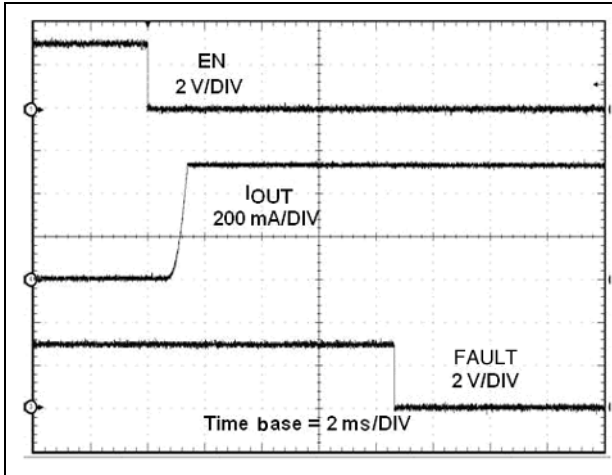 EN
2 V/DIV
IOUT
200 mA/DIV
FAULT
2 V/DIV
Time base = 2 ms/DIV